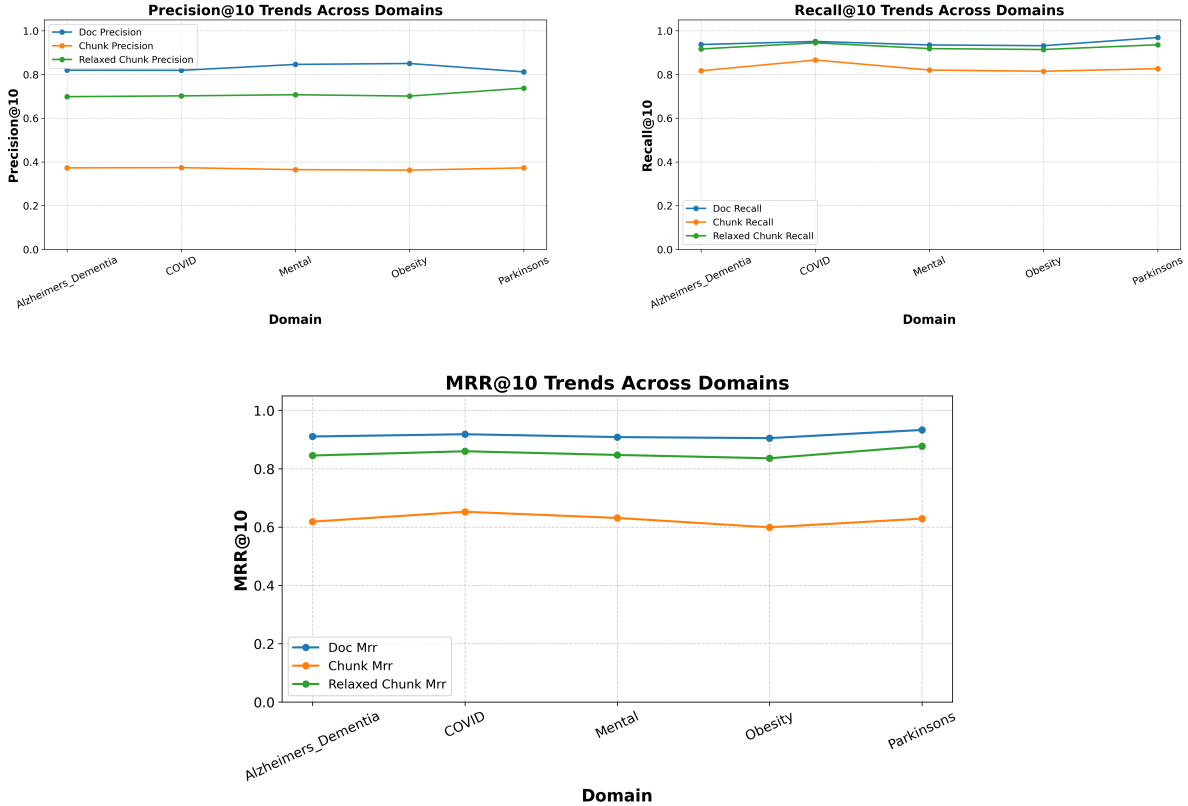 Precision@10 Trends Across Domains
Precision@10
1.0
0.8
0.6
0.4
0.2
0.0
Doc Precision
Chunk Precision
Relaxed Chunk Precision
Alzheimers_Dementia
COVID
Mental
Obesity
Parkinsons
Domain
Recall@10 Trends Across Domains
Recall@10
1.0
0.8
0.6
0.4
0.2
0.0
Doc Recall
Chunk Recall
Relaxed Chunk Recall
Alzheimers_Dementia
COVID
Mental
Obesity
Parkinsons
Domain
MRR@10 Trends Across Domains
MRR@10
1.0
0.8
0.6
0.4
0.2
0.0
Doc Mrr
Chunk Mrr
Relaxed Chunk Mrr
Alzheimers_Dementia
COVID
Mental
Obesity
Parkinsons
Domain